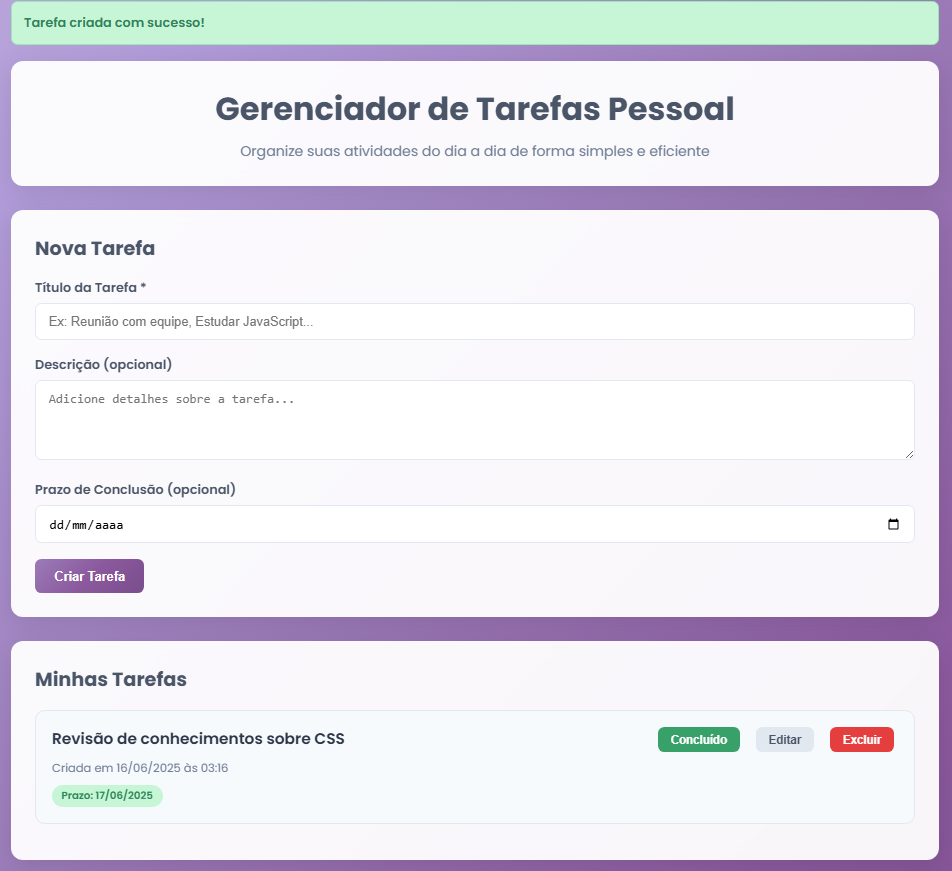 Tarefa criada com sucesso!
Gerenciador de Tarefas Pessoal
Organize suas atividades do dia a dia de forma simples e eficiente
Nova Tarefa
Título da Tarefa *
Ex: Reunião com equipe, Estudar JavaScript...
Descrição (opcional)
Adicione detalhes sobre a tarefa...
Prazo de Conclusão (opcional)
dd/mm/aaaa
Criar Tarefa
Minhas Tarefas
Revisão de conhecimentos sobre CSS
Concluído Editar Excluir
Criada em 16/06/2025 às 03:16
Prazo: 17/06/2025